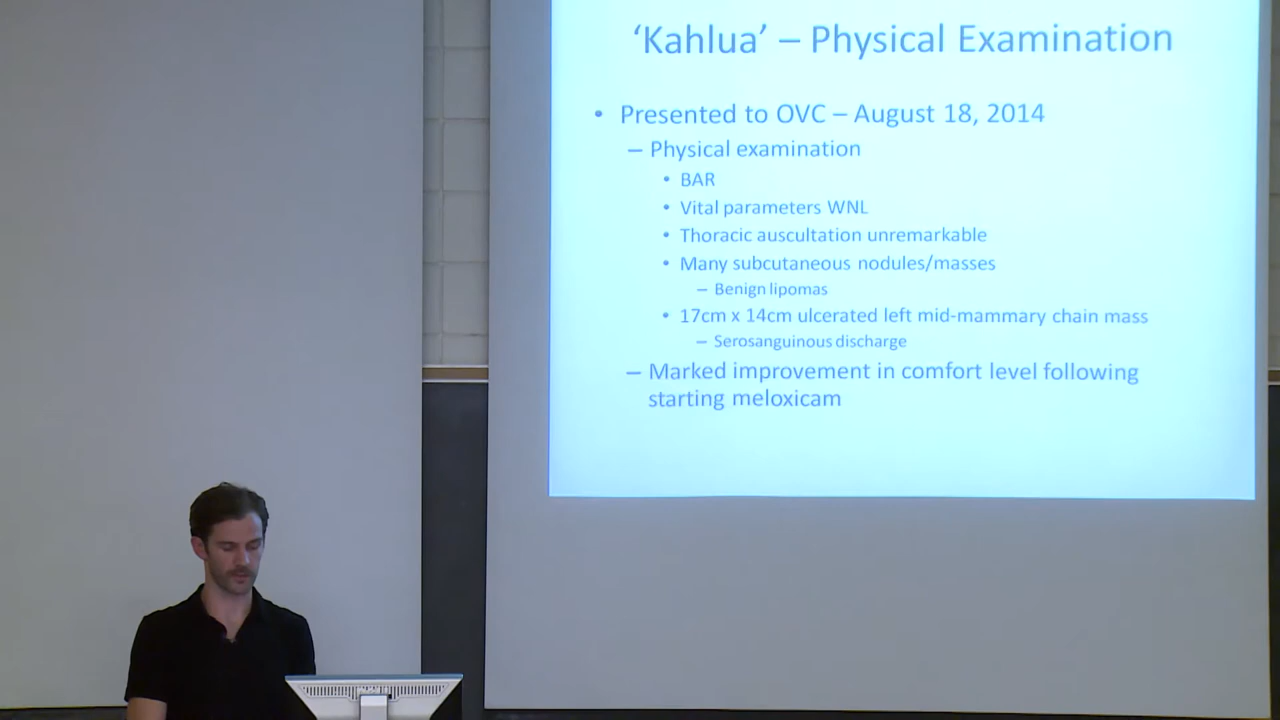 ‘Kahlua’ – Physical Examination
• Presented to OVC – August 18, 2014
– Physical examination
• BAR
• Vital parameters WNL
• Thoracic auscultation unremarkable
• Many subcutaneous nodules/masses
– Benign lipomas
• 17cm x 14cm ulcerated left mid-mammary chain mass
– Serosanguinous discharge
– Marked improvement in comfort level following
starting meloxicam